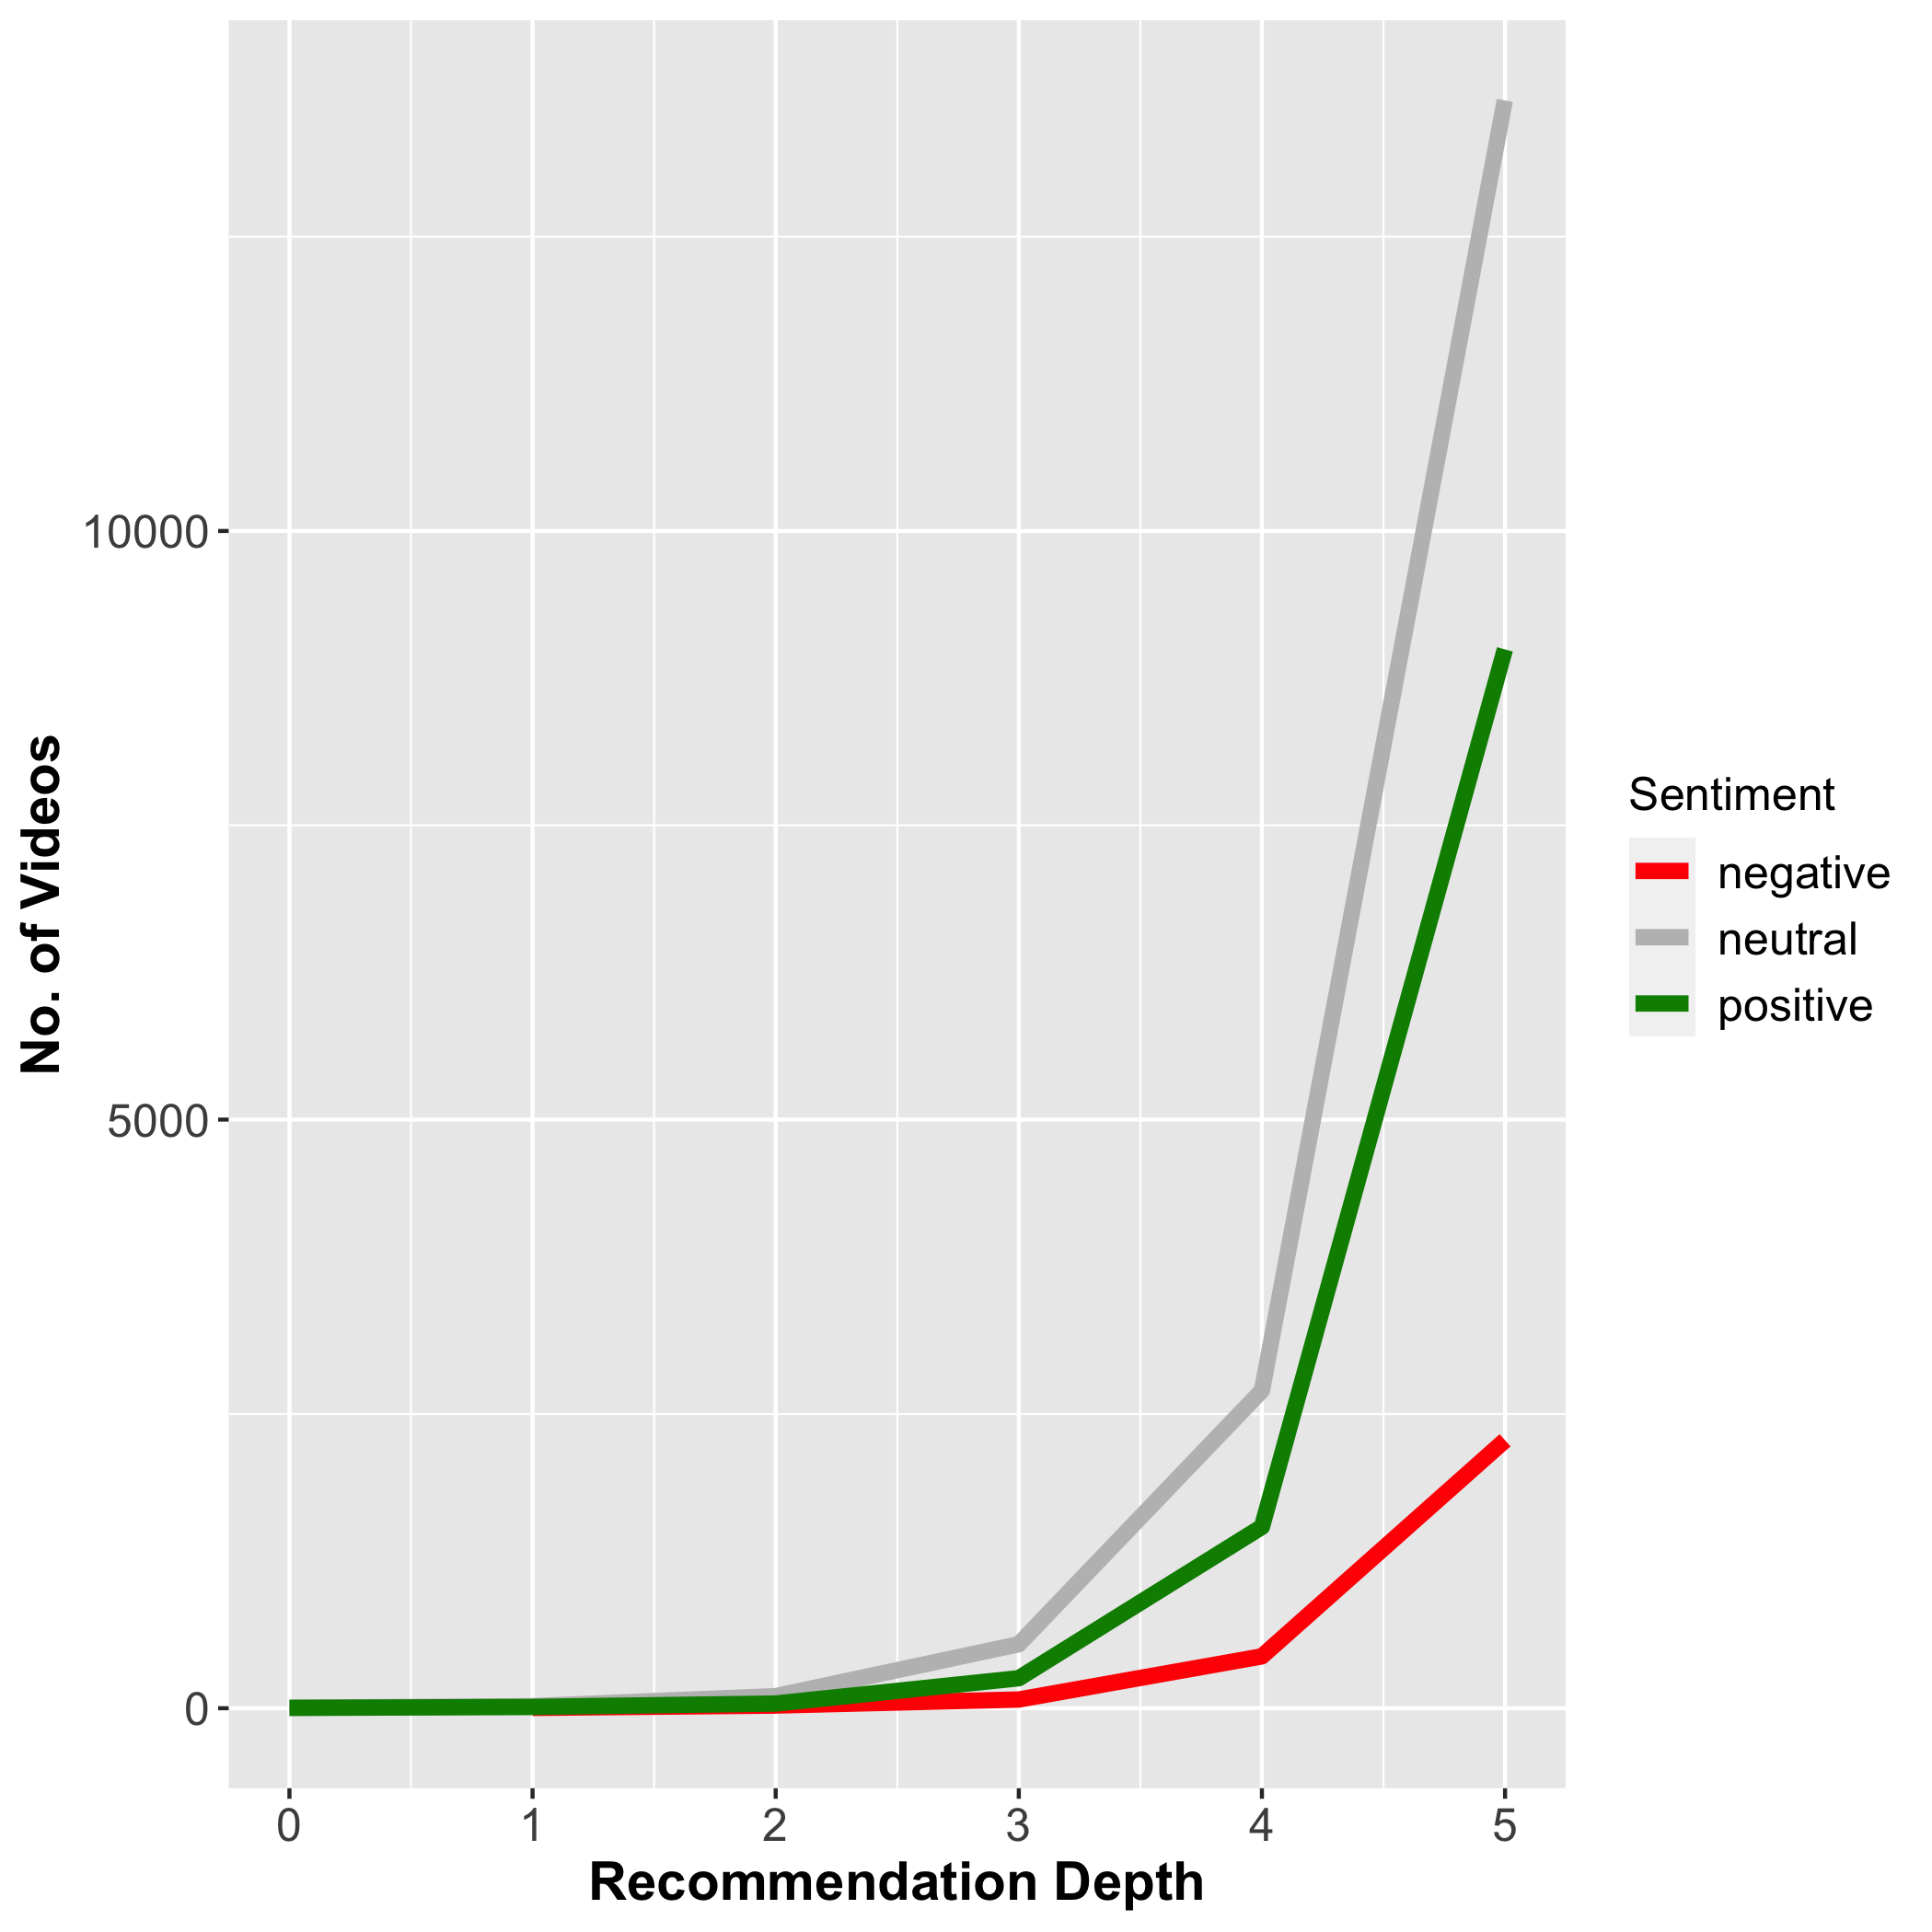 No. of Videos
10000
5000
0
0 1 2 3 4 5
Recommendation Depth
Sentiment
negative
neutral
positive